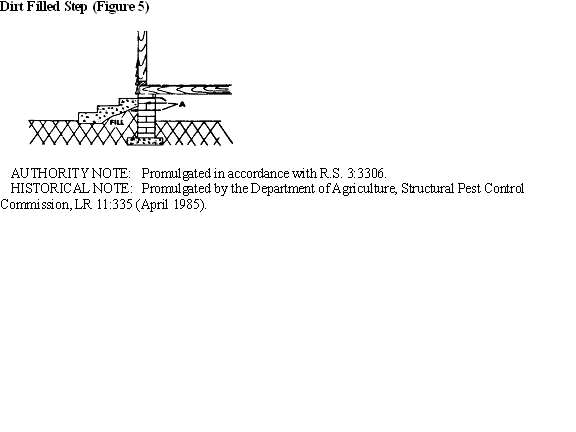 Dirt Filled Step (Figure 5)
A
FILL
AUTHORITY NOTE: Promulgated in accordance with R.S. 3:3306.
HISTORICAL NOTE: Promulgated by the Department of Agriculture, Structural Pest Control
Commission, LR 11:335 (April 1985).